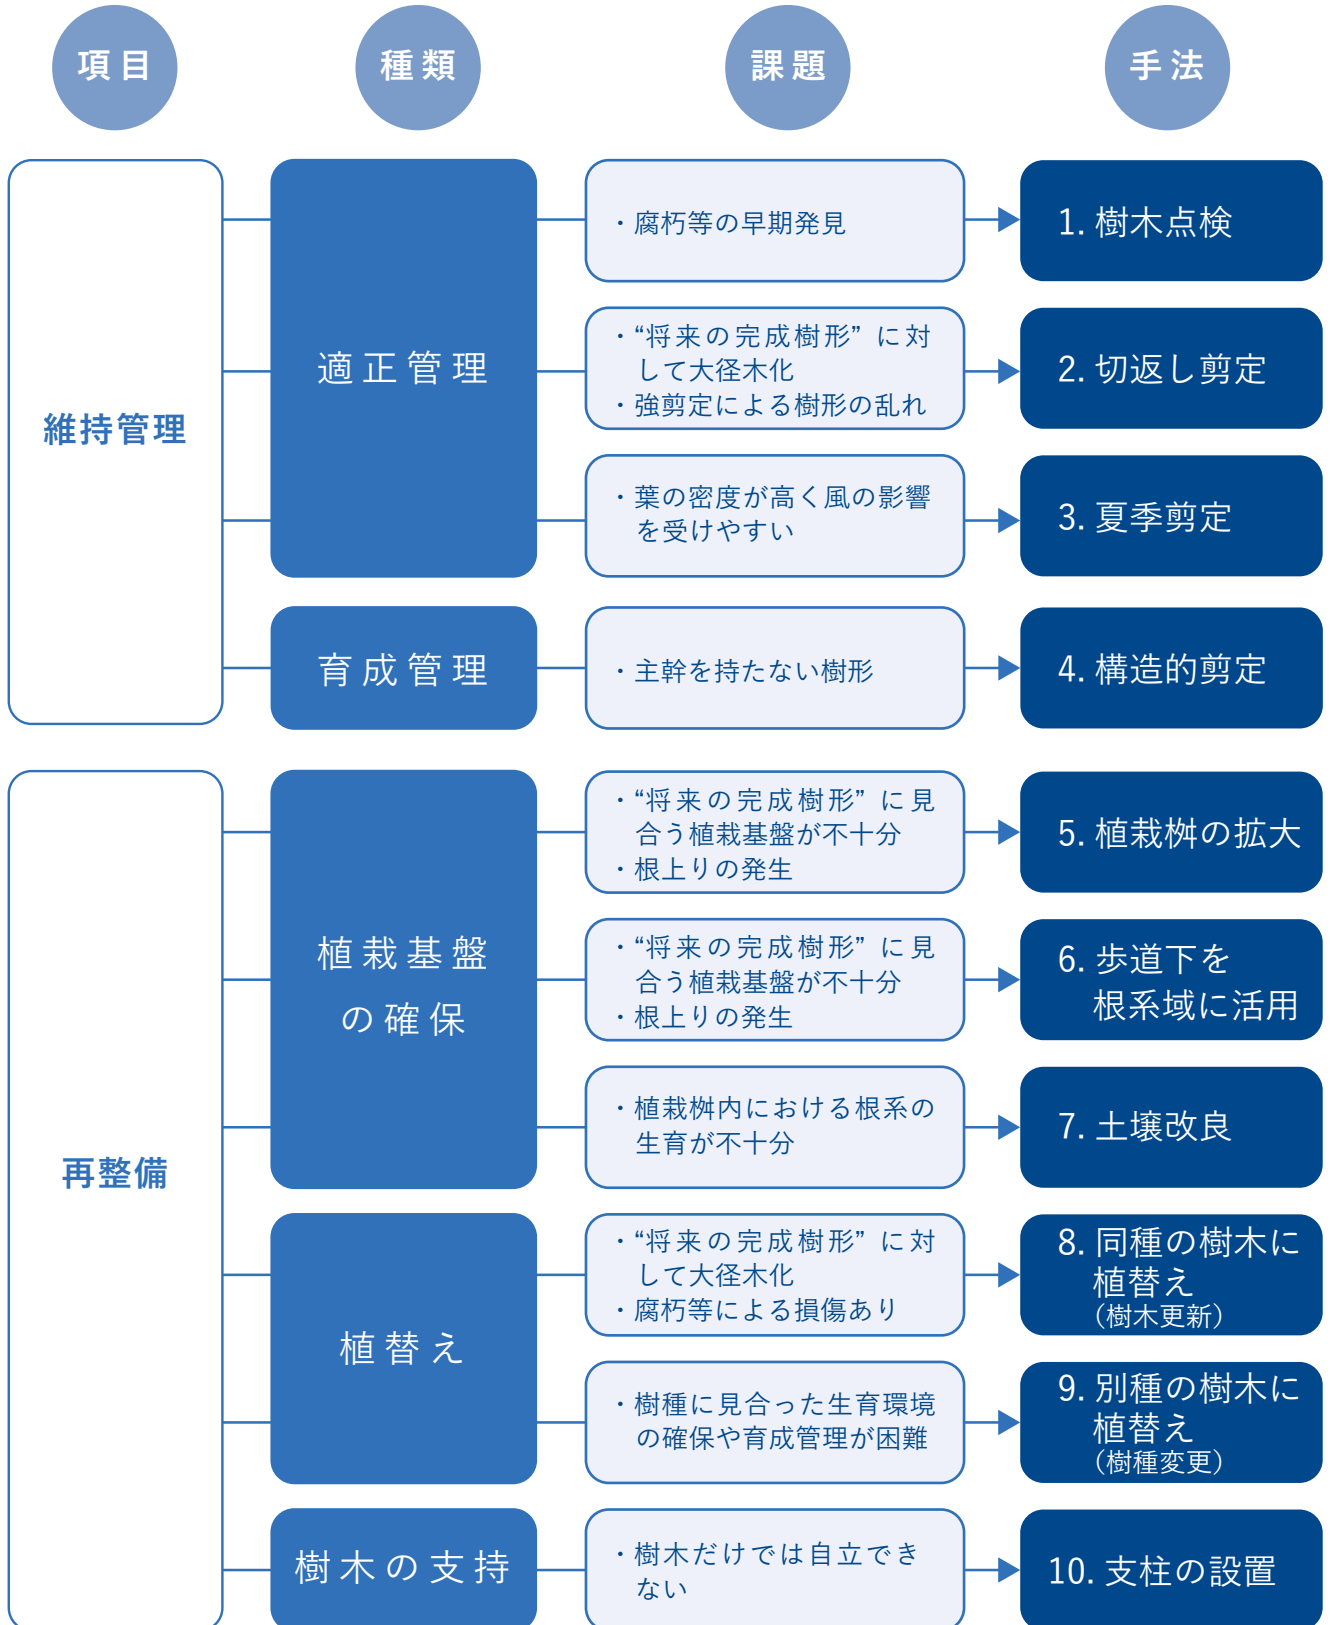 項目
種類
課題
手法
維持管理
適正管理
・腐朽等の早期発見
1. 樹木点検
・“将来の完成樹形” に対
して大径木化
・強剪定による樹形の乱れ
2. 切返し剪定
・葉の密度が高く風の影響
を受けやすい
3. 夏季剪定
育成管理
・主幹を持たない樹形
4. 構造的剪定
再整備
植栽基盤
の確保
・“将来の完成樹形” に見
合う植栽基盤が不十分
・根上りの発生
5. 植栽桝の拡大
・“将来の完成樹形” に見
合う植栽基盤が不十分
・根上りの発生
6. 歩道下を
根系域に活用
・植栽桝内における根系の
生育が不十分
7. 土壌改良
植替え
・“将来の完成樹形” に対
して大径木化
・腐朽等による損傷あり
8. 同種の樹木に
植替え
（樹木更新）
・樹種に見合った生育環境
の確保や育成管理が困難
9. 別種の樹木に
植替え
（樹種変更）
樹木の支持
・樹木だけでは自立でき
ない
10. 支柱の設置